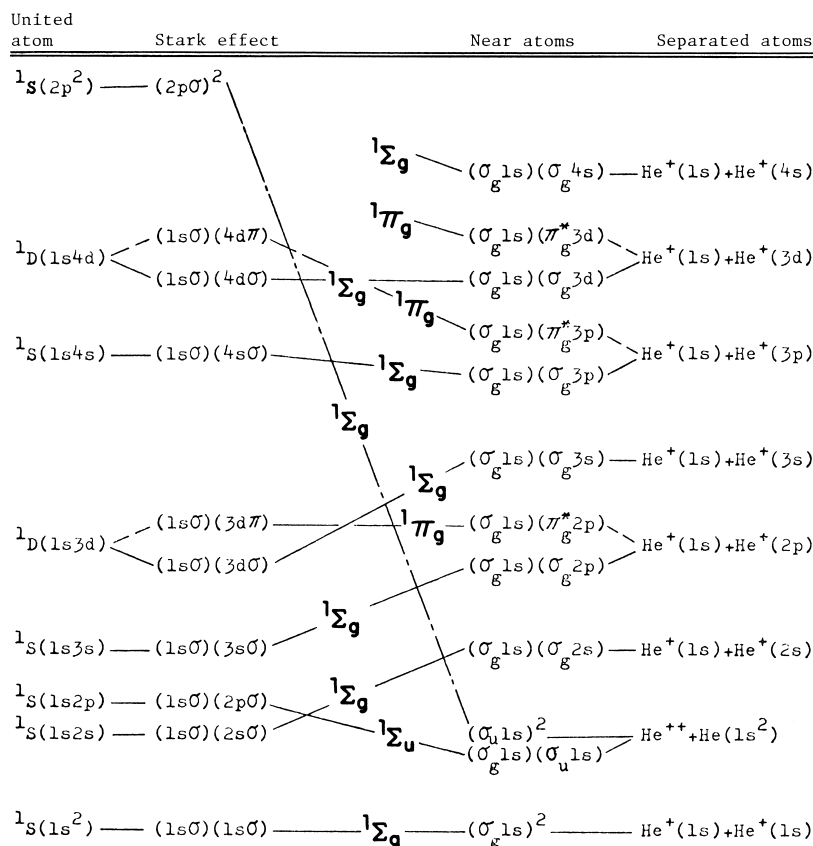 United
atom Stark effect Near atoms Separated atoms
¹S(2p²) (2pσ)²
¹Σg (σg1s)(σg4s) He⁺(1s)+He⁺(4s)
¹πg
(1sσ)(4dπ) (σg1s)(π*g3d)
¹D(1s4d) He⁺(1s)+He⁺(3d)
(1sσ)(4dσ) ¹Σg (σg1s)(σg3d)
¹πg
(σg1s)(π*g3p)
¹S(1s4s) (1sσ)(4sσ) He⁺(1s)+He⁺(3p)
¹Σg (σg1s)(σg3p)
¹Σg
¹Σg (σg1s)(σg3s) He⁺(1s)+He⁺(3s)
(1sσ)(3dπ) ¹πg (σg1s)(π*g2p)
¹D(1s3d) He⁺(1s)+He⁺(2p)
(1sσ)(3dσ) (σg1s)(σg2p)
¹Σg
¹S(1s3s) (1sσ)(3sσ) (σg1s)(σg2s) He⁺(1s)+He⁺(2s)
¹S(1s2p) (1sσ)(2pσ) ¹Σg
¹S(1s2s) (1sσ)(2sσ) ¹Σu (σu1s)² He⁺⁺+He(1s²)
(σg1s)(σu1s)
¹S(1s²) (1sσ)(1sσ) ¹Σg (σg1s)² He⁺(1s)+He⁺(1s)